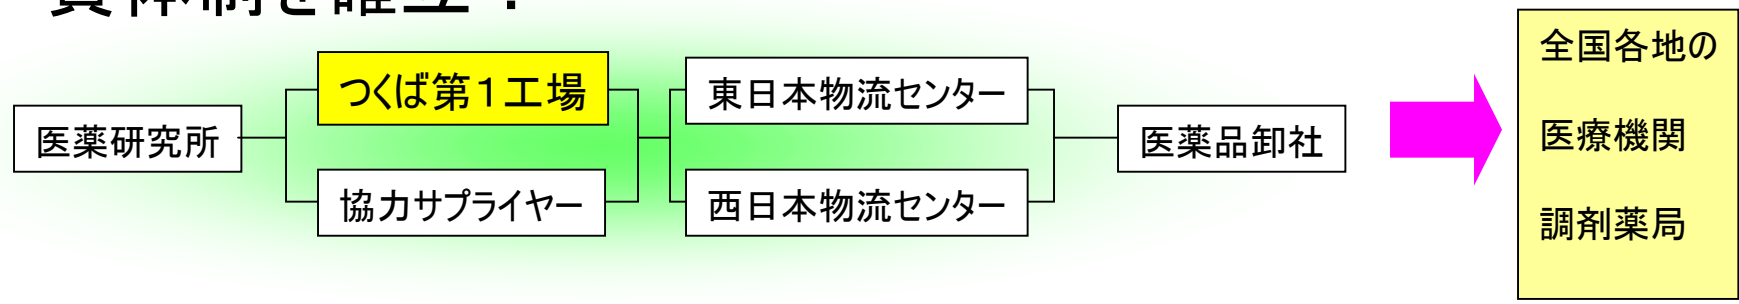 医薬研究所
つくば第１工場
協力サプライヤー
東日本物流センター
西日本物流センター
医薬品卸社
全国各地の
医療機関
調剤薬局